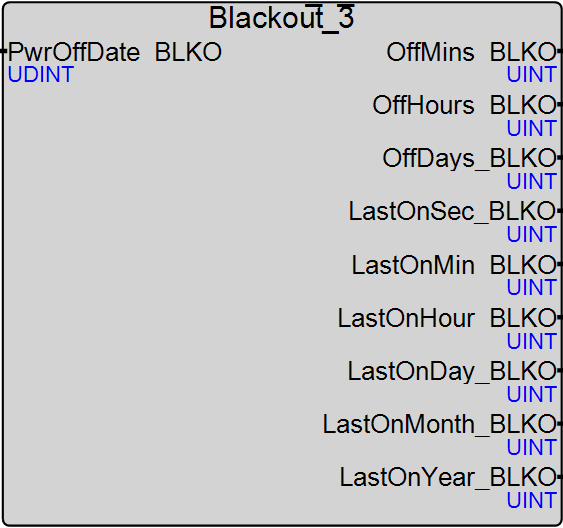 Blackout_3
PwrOffDate BLKO
UDINT
OffMins BLKO
UINT
OffHours BLKO
UINT
OffDays_BLKO
UINT
LastOnSec_BLKO
UINT
LastOnMin BLKO
UINT
LastOnHour BLKO
UINT
LastOnDay_BLKO
UINT
LastOnMonth_BLKO
UINT
LastOnYear_BLKO
UINT